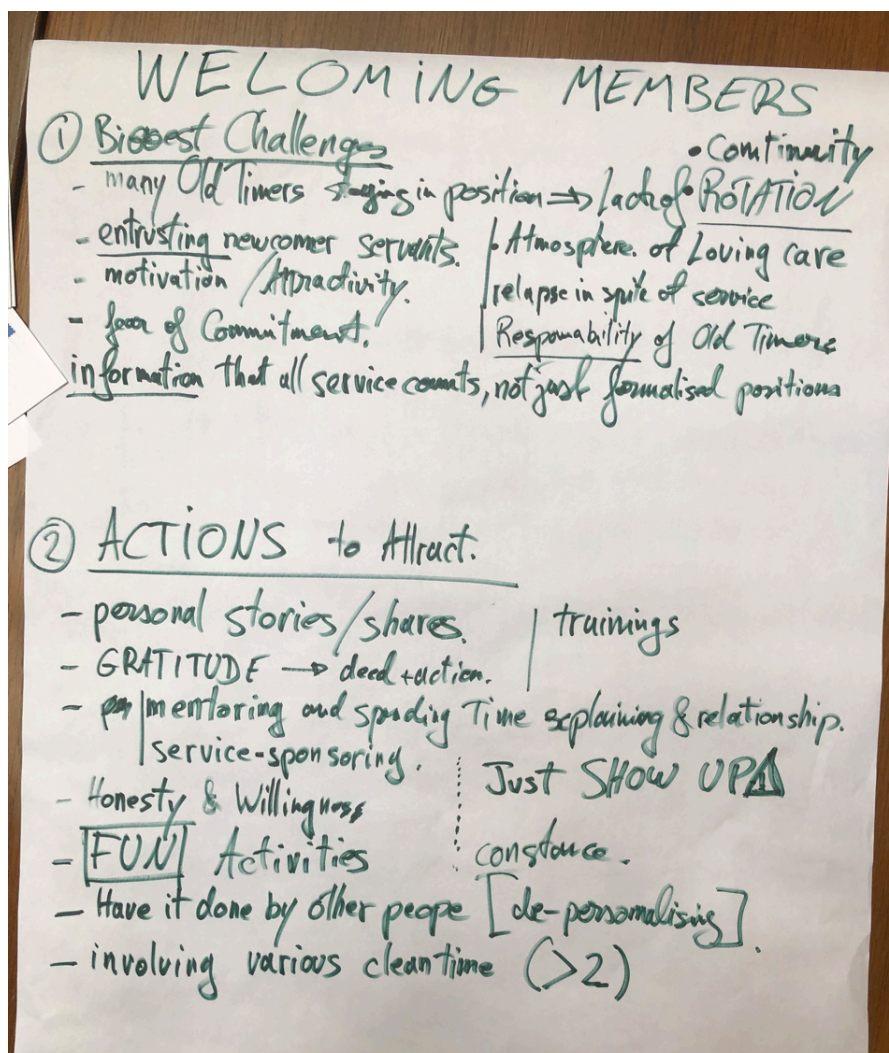 WELOMING MEMBERS
① Biggest Challenges
• Continuity
- many Old Timers staying in position ⇒ lack of • ROTATION
- entrusting newcomer servants.
• Atmosphere. of Loving care
- motivation / Attractivity.
relapse in spite of service
- fear of Commitment.
Responsability of Old Timers
information that all service counts, not just formalised positions
② ACTIONS to Attract.
- personal stories/shares.
trainings
- GRATITUDE → deed + action.
- mentoring and spending Time explaining & relationship.
service-sponsoring.
Just SHOW UP
- Honesty & Willingness
- FUN Activities
constance.
- Have it done by other peope [de-personalising].
- involving various cleantime (>2)